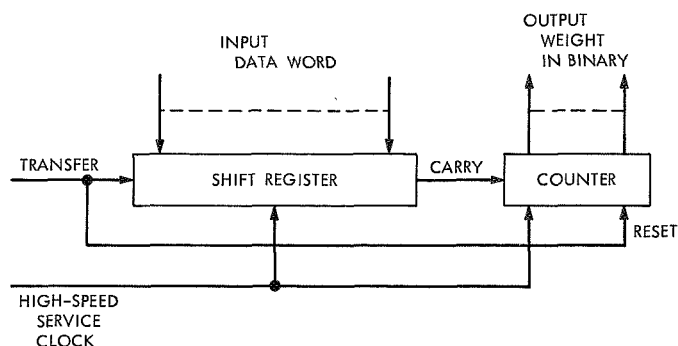 INPUT
DATA WORD
OUTPUT
WEIGHT
IN BINARY
TRANSFER
SHIFT REGISTER
CARRY
COUNTER
RESET
HIGH-SPEED
SERVICE
CLOCK